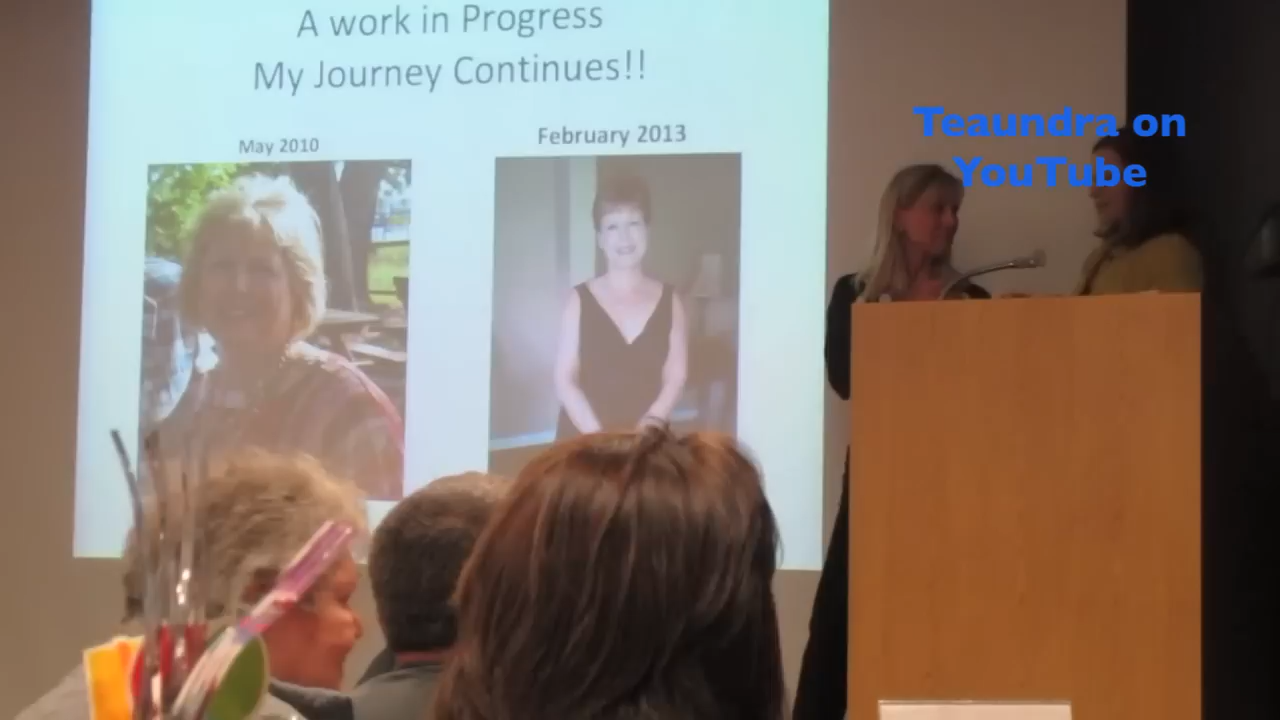 A work in Progress
My Journey Continues!!
May 2010
February 2013
Teaundra on
YouTube